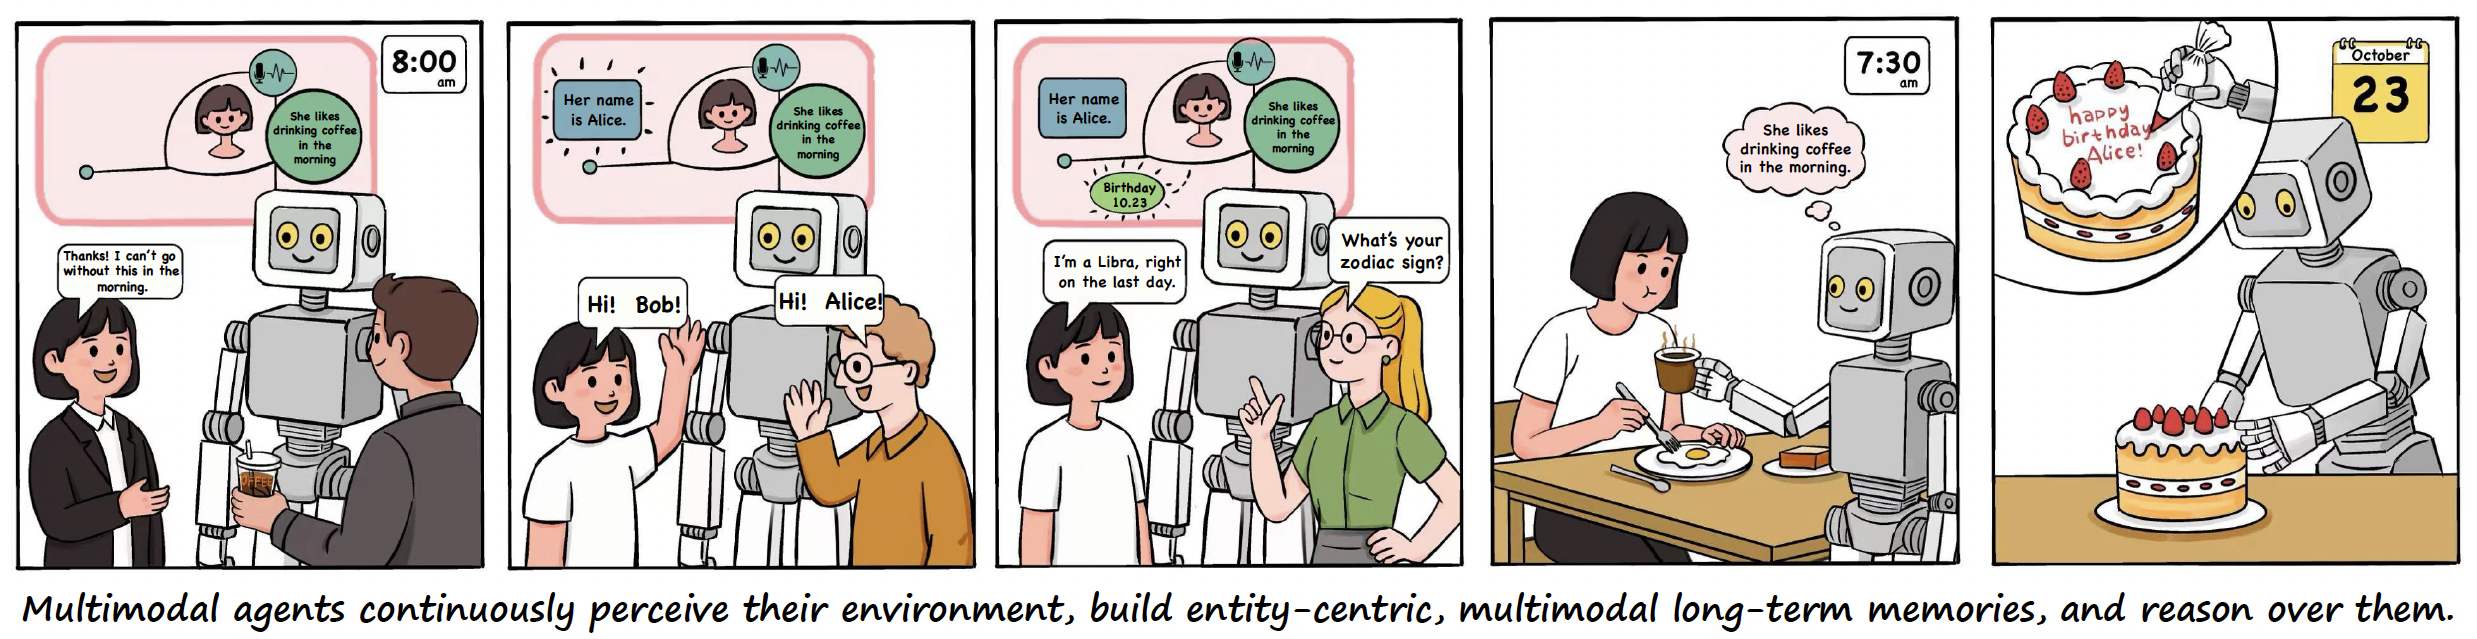 8:00
am
She likes
drinking coffee
in the
morning
Thanks! I can't go
without this in the
morning.
COFFEE
Her name
is Alice.
She likes
drinking coffee
in the
morning
Hi! Bob!
Hi! Alice!
Her name
is Alice.
She likes
drinking coffee
in the
morning
Birthday
10.23
I'm a Libra, right
on the last day.
What's your
zodiac sign?
7:30
am
She likes
drinking coffee
in the morning.
happy
birthday
Alice!
October
23
Multimodal agents continuously perceive their environment, build entity-centric, multimodal long-term memories, and reason over them.